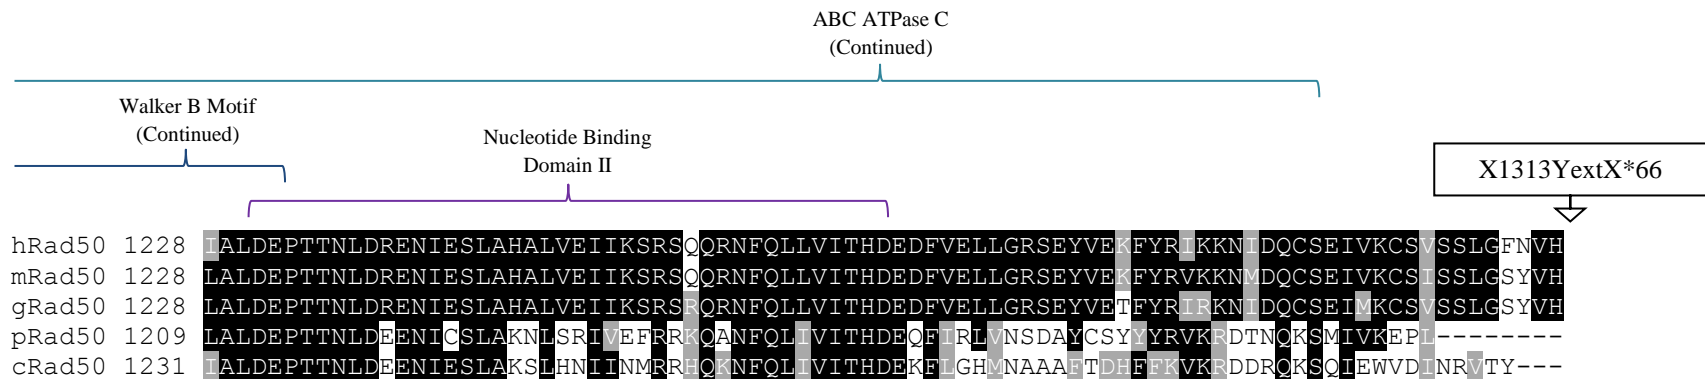 ABC ATPase C
(Continued)
Walker B Motif
(Continued)
Nucleotide Binding
Domain II
X1313YextX*66
hRad50 1228 IALDEPTTNLDRENIESLAHALVEIIKSRSQQRNFQLLVITHDEDFVELLGRSEYVEKFYRIKKNIDQCSEIVKCSVSSLGFNVH
mRad50 1228 LALDEPTTNLDRENIESLAHALVEIIKSRSQQRNFQLLVITHDEDFVELLGRSEYVEKFYRVKKNMDQCSEIVKCSISSLGSYVH
gRad50 1228 LALDEPTTNLDRENIESLAHALVEIIKSRSRQRNFQLLVITHDEDFVELLGRSEYVETFYRIRKNIDQCSEIMKCSVSSLGSYVH
pRad50 1209 LALDEPTTNLDEENICSLAKNLSRIVEFRRKQANFQLIVITHDEQFIRLVNSDAYCSYYYRVKRDTNQKSMIVKEPL--------
cRad50 1231 IALDEPTTNLDEENIESLAKSLHNIINMRRHQKNFQLIVITHDEKFLGHMNAAAFTDHFFKVKRDDRQKSQIEWVDINRVTY---